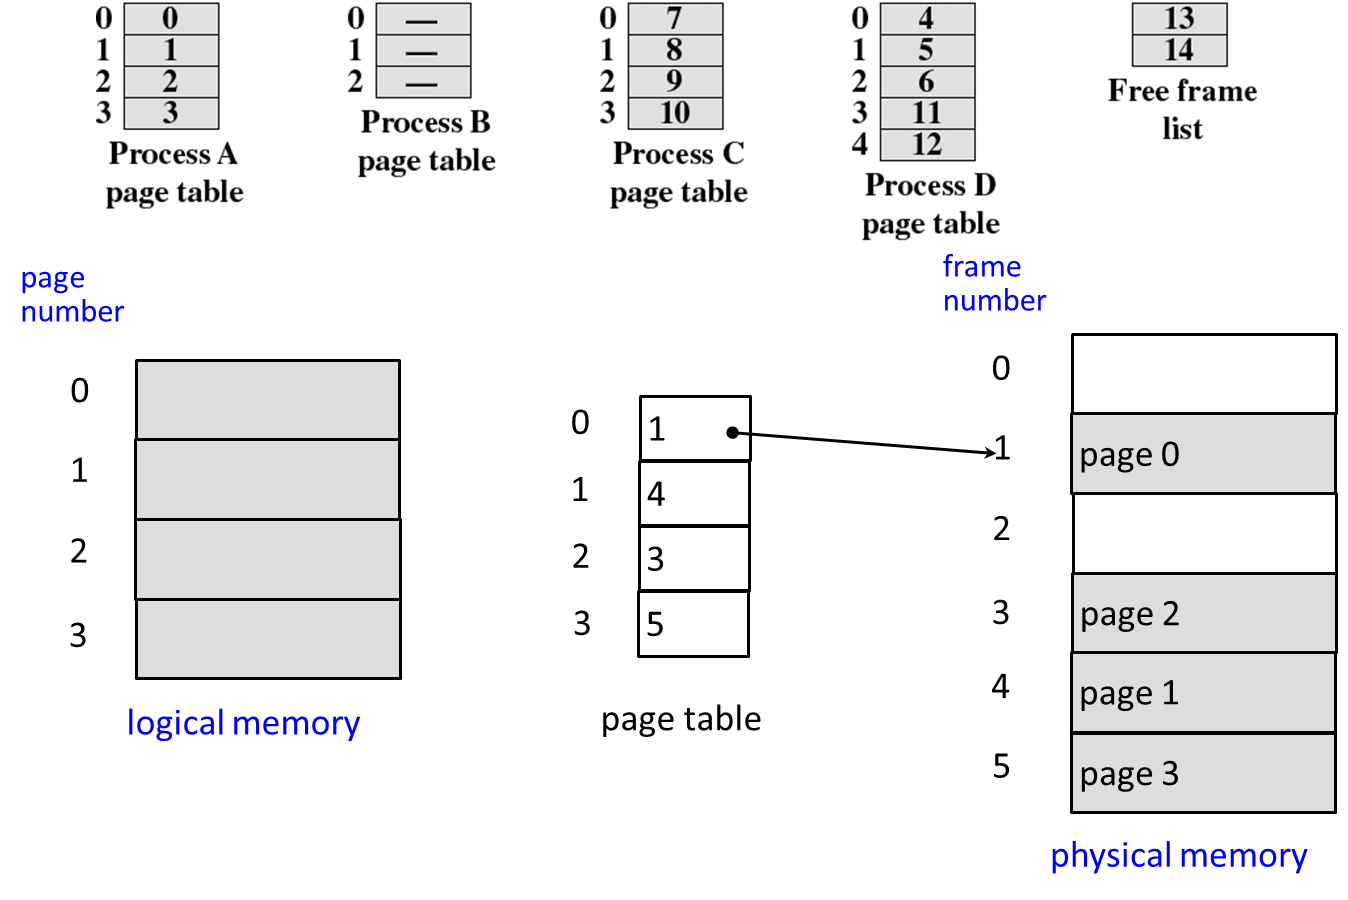 0 0
1 1
2 2
3 3
Process A
page table
0 —
1 —
2 —
Process B
page table
0 7
1 8
2 9
3 10
Process C
page table
0 4
1 5
2 6
3 11
4 12
Process D
page table
13
14
Free frame
list
page
number
0
1
2
3
logical memory
0 1
1 4
2 3
3 5
page table
frame
number
0
1 page 0
2
3 page 2
4 page 1
5 page 3
physical memory